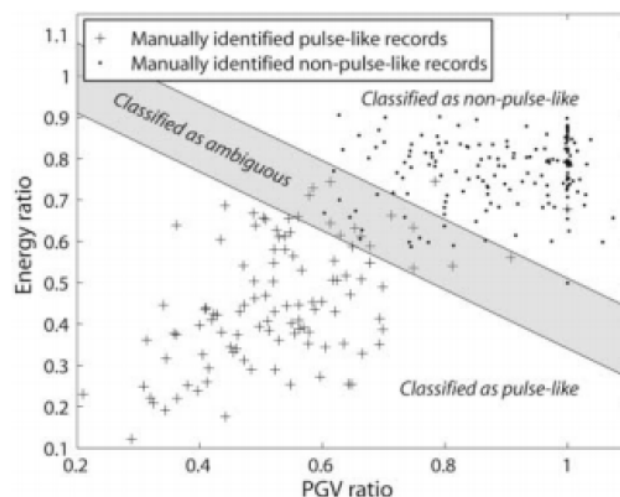 Manually identified pulse-like records
Manually identified non-pulse-like records
Classified as non-pulse-like
Classified as ambiguous
Classified as pulse-like
Energy ratio
1.1
1
0.9
0.8
0.7
0.6
0.5
0.4
0.3
0.2
0.1
0.2
0.4
0.6
0.8
1
PGV ratio